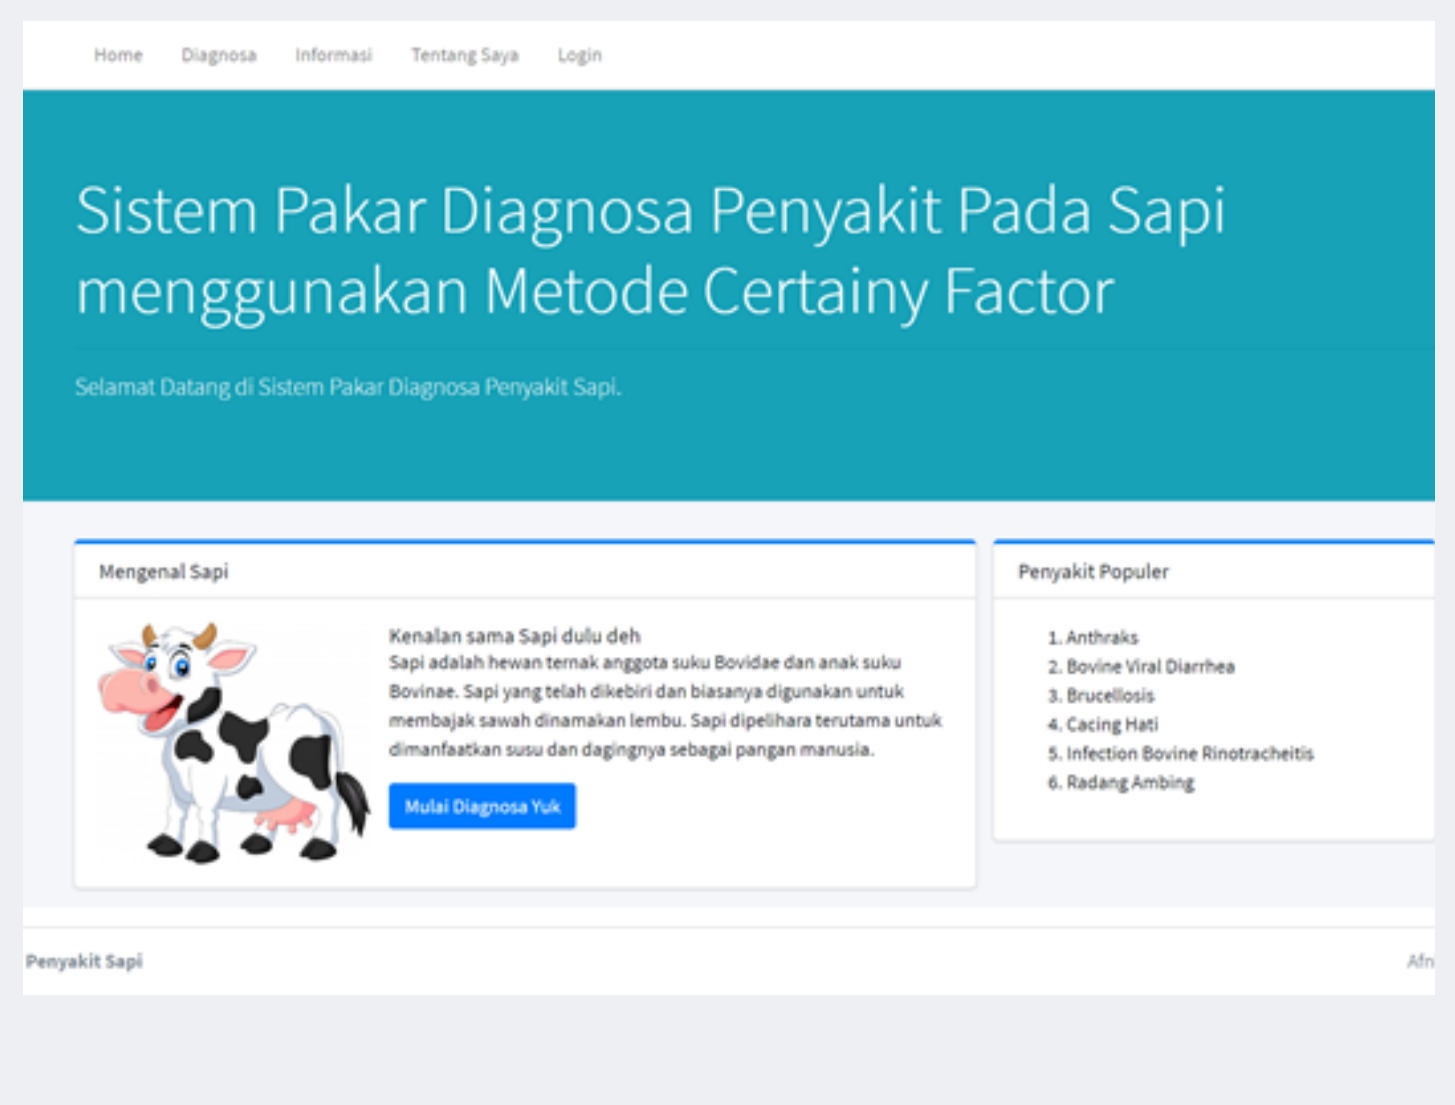 Home Diagnosa Informasi Tentang Saya Login
Sistem Pakar Diagnosa Penyakit Pada Sapi
menggunakan Metode Certainy Factor
Selamat Datang di Sistem Pakar Diagnosa Penyakit Sapi.
Mengenal Sapi
Kenalan sama Sapi dulu deh
Sapi adalah hewan ternak anggota suku Bovidae dan anak suku
Bovinae. Sapi yang telah dikebiri dan biasanya digunakan untuk
membajak sawah dinamakan lembu. Sapi dipelihara terutama untuk
dimanfaatkan susu dan dagingnya sebagai pangan manusia.
Mulai Diagnosa Yuk
Penyakit Populer
1. Anthraks
2. Bovine Viral Diarrhea
3. Brucellosis
4. Cacing Hati
5. Infection Bovine Rinotracheitis
6. Radang Ambing
Penyakit Sapi
Afn